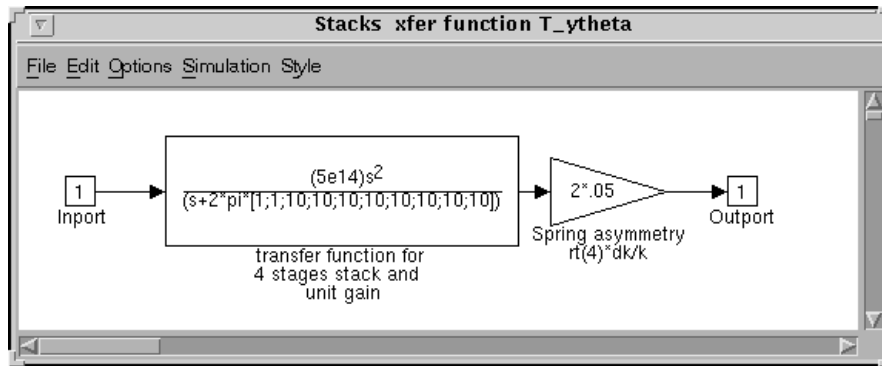 Stacks xfer function T_ytheta
File Edit Options Simulation Style
1
Inport
(5e14)s2
(s+2*pi*[1;1;10;10;10;10;10;10;10;10])
transfer function for
4 stages stack and
unit gain
2*.05
Spring asymmetry
rt(4)*dk/k
1
Outport